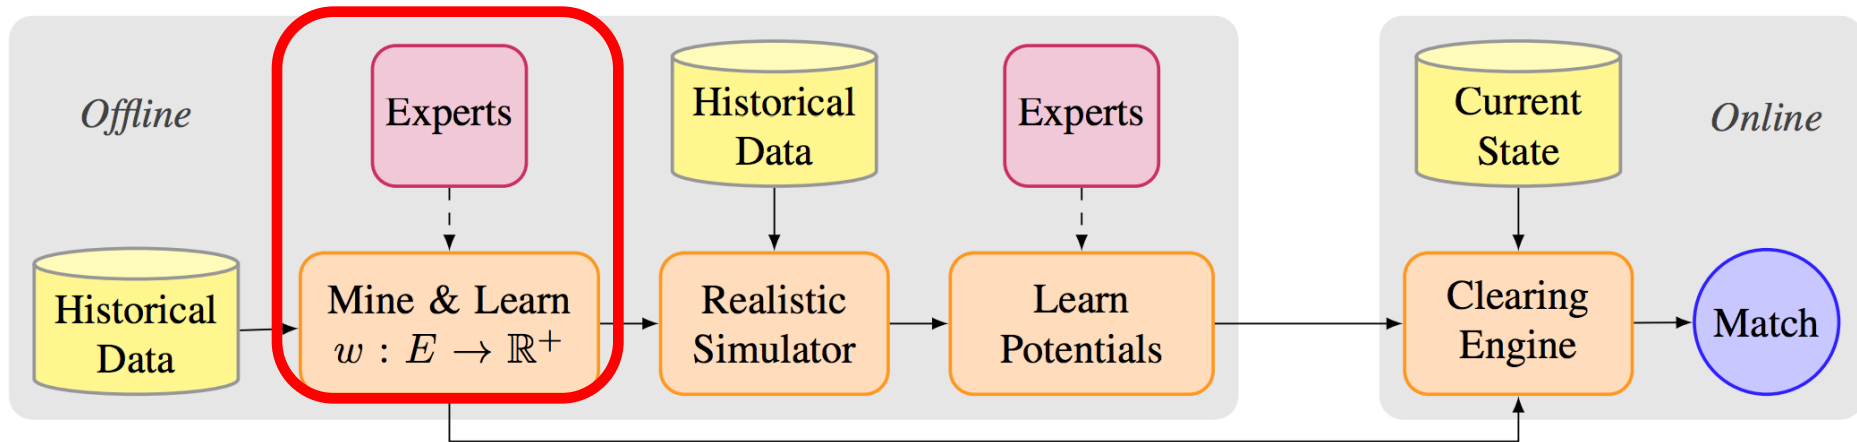 Offline
Experts
Historical
Data
Experts
Current
State
Online
Historical
Data
Mine & Learn
w : E → ℝ⁺
Realistic
Simulator
Learn
Potentials
Clearing
Engine
Match